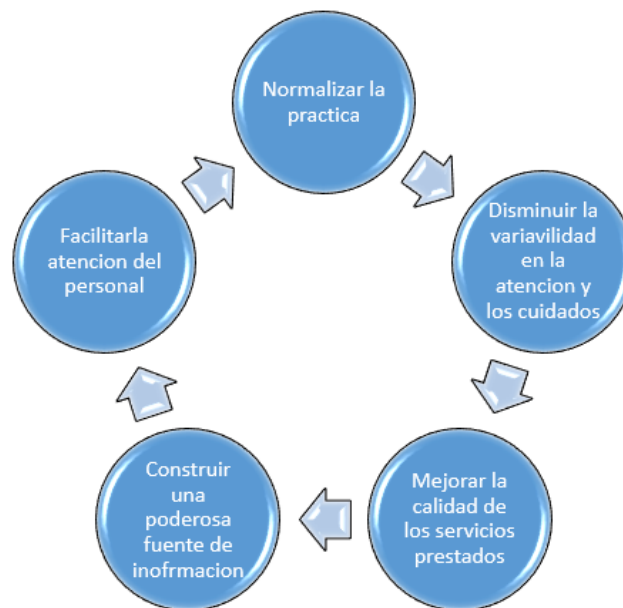 Normalizar la
practica
Disminuir la
variavilidad
en la
atencion y
los cuidados
Mejorar la
calidad de
los servicios
prestados
Construir
una
poderosa
fuente de
inofrmacion
Facilitarla
atencion del
personal